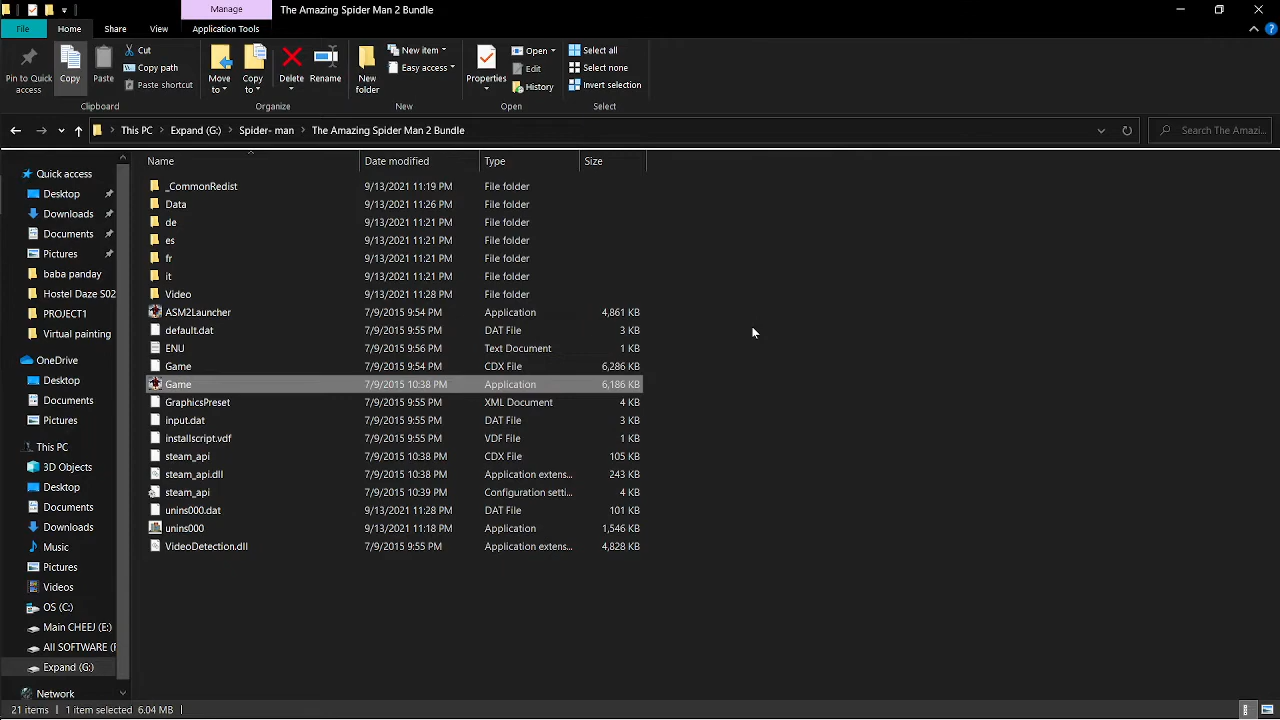 Manage
The Amazing Spider Man 2 Bundle
File
Home
Share
View
Application Tools
Pin to Quick access
Copy
Paste
Cut
Copy path
Paste shortcut
Clipboard
Move to
Copy to
Delete
Rename
Organize
New folder
New item
Easy access
New
Properties
Open
Edit
History
Open
Select all
Select none
Invert selection
Select
This PC
Expand (G:)
Spider- man
The Amazing Spider Man 2 Bundle
Search The Amazi...
Quick access
Desktop
Downloads
Documents
Pictures
baba panday
Hostel Daze S02
PROJECT1
Virtual painting
OneDrive
Desktop
Documents
Pictures
This PC
3D Objects
Desktop
Documents
Downloads
Music
Pictures
Videos
OS (C:)
Main CHEEJ (E:)
All SOFTWARE (F
Expand (G:)
Network
Name Date modified Type Size
_CommonRedist 9/13/2021 11:19 PM File folder
Data 9/13/2021 11:26 PM File folder
de 9/13/2021 11:21 PM File folder
es 9/13/2021 11:21 PM File folder
fr 9/13/2021 11:21 PM File folder
it 9/13/2021 11:21 PM File folder
Video 9/13/2021 11:28 PM File folder
ASM2Launcher 7/9/2015 9:54 PM Application 4,861 KB
default.dat 7/9/2015 9:55 PM DAT File 3 KB
ENU 7/9/2015 9:56 PM Text Document 1 KB
Game 7/9/2015 9:54 PM CDX File 6,286 KB
Game 7/9/2015 10:38 PM Application 6,186 KB
GraphicsPreset 7/9/2015 9:55 PM XML Document 4 KB
input.dat 7/9/2015 9:55 PM DAT File 3 KB
installscript.vdf 7/9/2015 9:55 PM VDF File 1 KB
steam_api 7/9/2015 10:38 PM CDX File 105 KB
steam_api.dll 7/9/2015 10:38 PM Application extens... 243 KB
steam_api 7/9/2015 10:39 PM Configuration setti... 4 KB
unins000.dat 9/13/2021 11:28 PM DAT File 101 KB
unins000 9/13/2021 11:18 PM Application 1,546 KB
VideoDetection.dll 7/9/2015 9:55 PM Application extens... 4,828 KB
21 items 1 item selected 6.04 MB